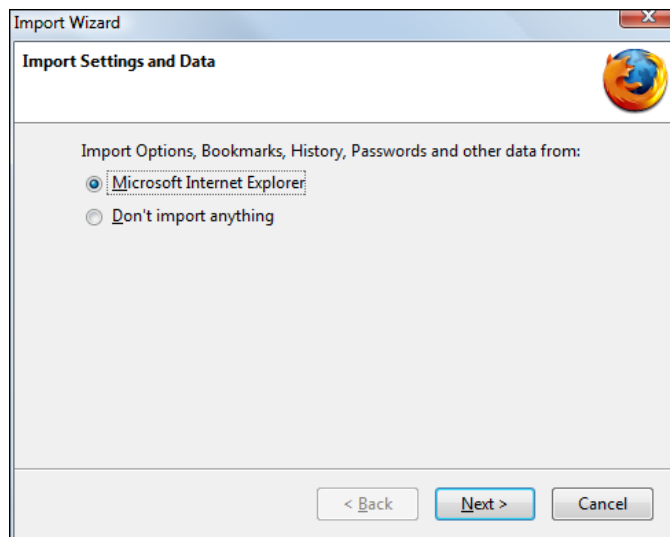 Import Wizard
Import Settings and Data
Import Options, Bookmarks, History, Passwords and other data from:
Microsoft Internet Explorer
Don't import anything
< Back Next > Cancel